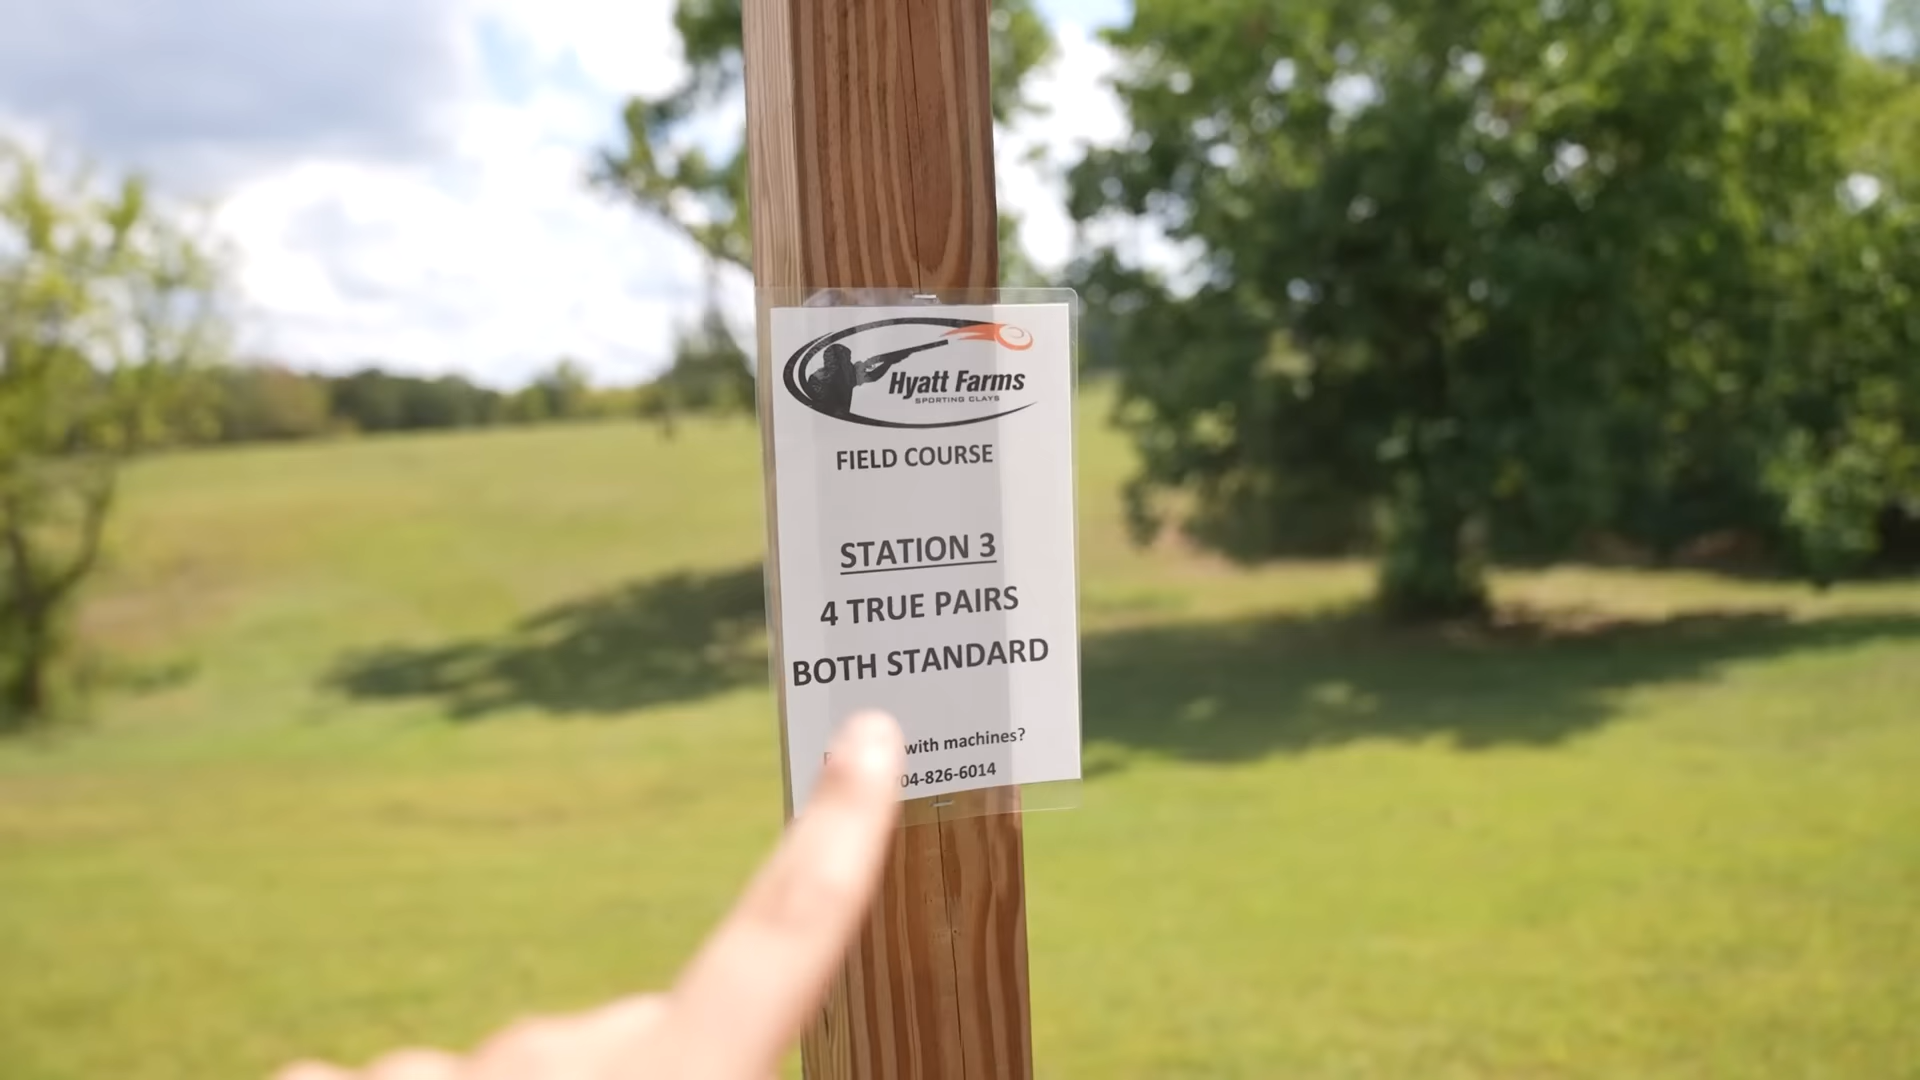 Hyatt Farms
SPORTING CLAYS
FIELD COURSE
STATION 3
4 TRUE PAIRS
BOTH STANDARD
with machines?
04-826-6014